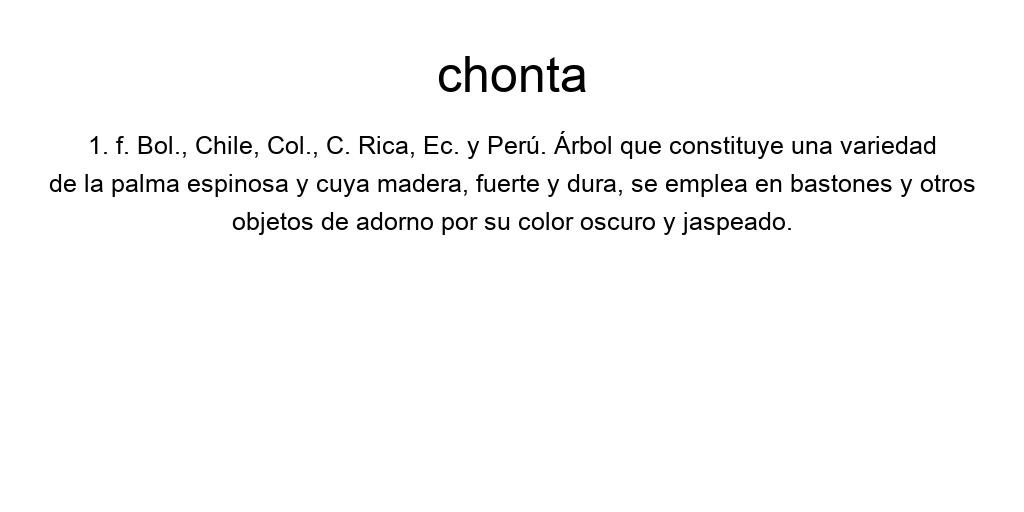 chonta
1. f. Bol., Chile, Col., C. Rica, Ec. y Perú. Árbol que constituye una variedad
de la palma espinosa y cuya madera, fuerte y dura, se emplea en bastones y otros
objetos de adorno por su color oscuro y jaspeado.